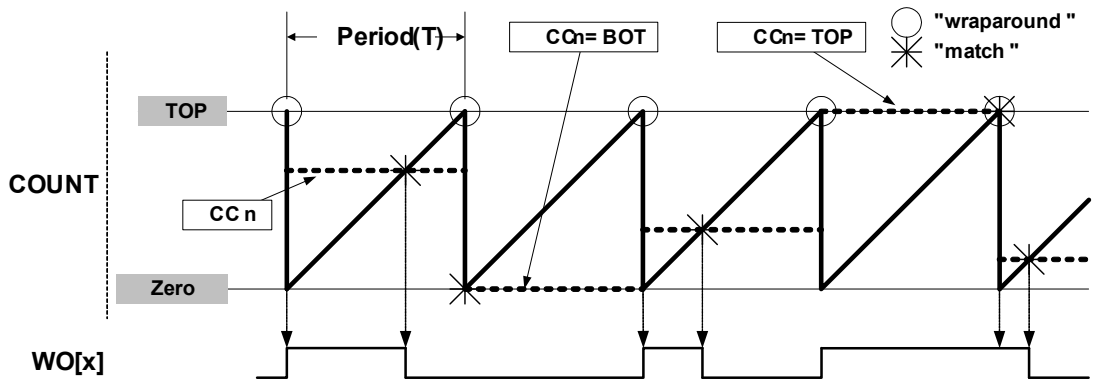 Period(T)
CCn= BOT
CCn= TOP
"wraparound "
"match "
TOP
COUNT
CC n
Zero
WO[x]